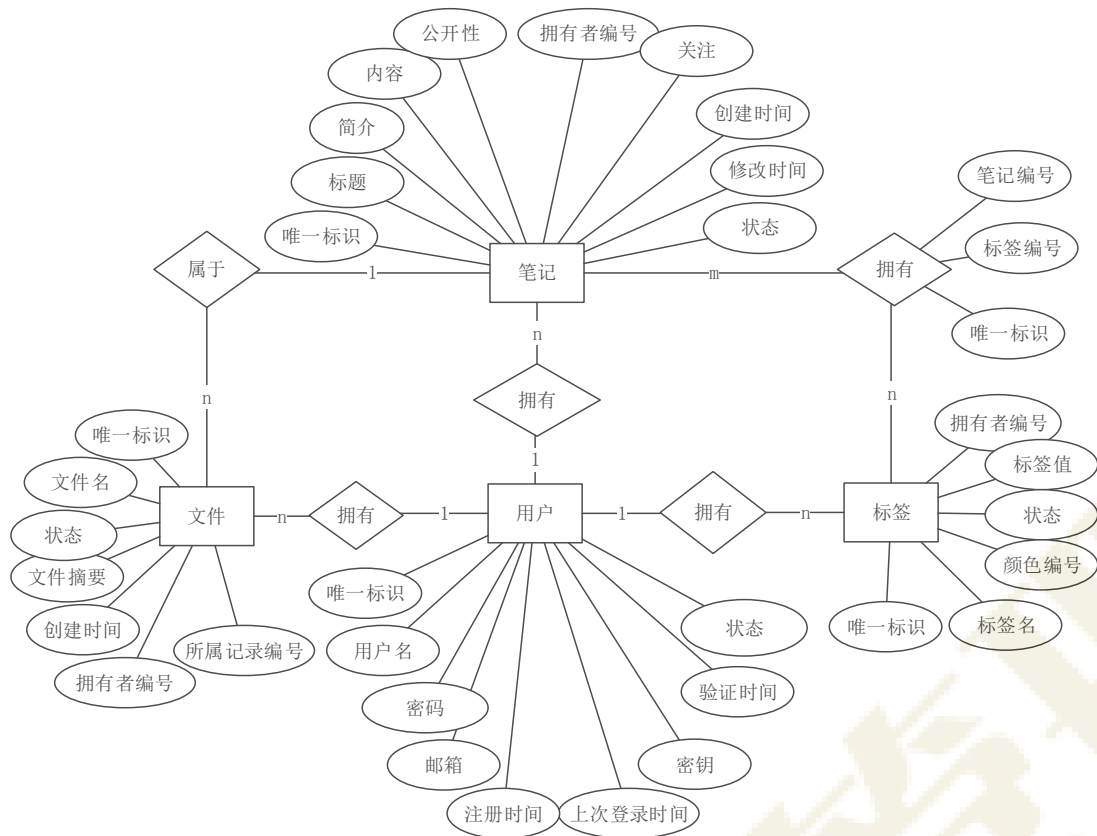 公开性
拥有者编号
关注
内容
创建时间
简介
修改时间
笔记编号
标题
状态
唯一标识
标签编号
属于
1
笔记
m
拥有
唯一标识
n
拥有
n
n
1
唯一标识
拥有者编号
文件名
标签值
文件
n
拥有
1
用户
1
拥有
n
标签
状态
状态
文件摘要
颜色编号
唯一标识
创建时间
所属记录编号
用户名
状态
唯一标识
标签名
拥有者编号
密码
验证时间
邮箱
密钥
注册时间
上次登录时间